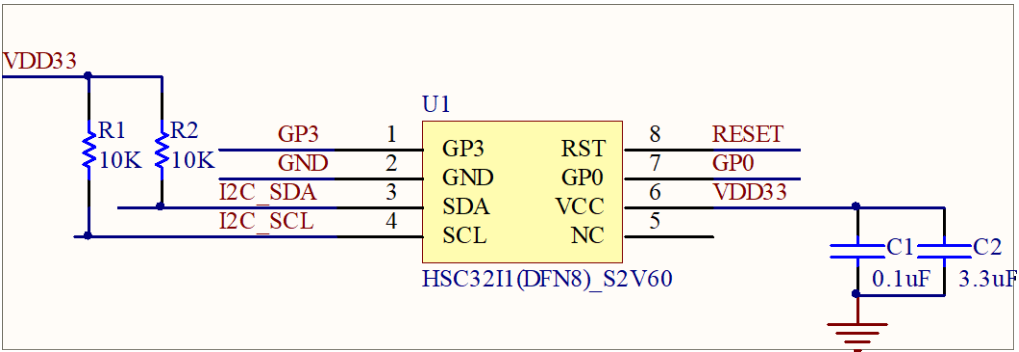 VDD33
U1
R1
R2
10K
10K
GP3 1 GP3 RST 8 RESET
GND 2 GND GP0 7 GP0
I2C_SDA 3 SDA VCC 6 VDD33
I2C_SCL 4 SCL NC 5
C1
C2
0.1uF
3.3uF
HSC32I1(DFN8)_S2V60